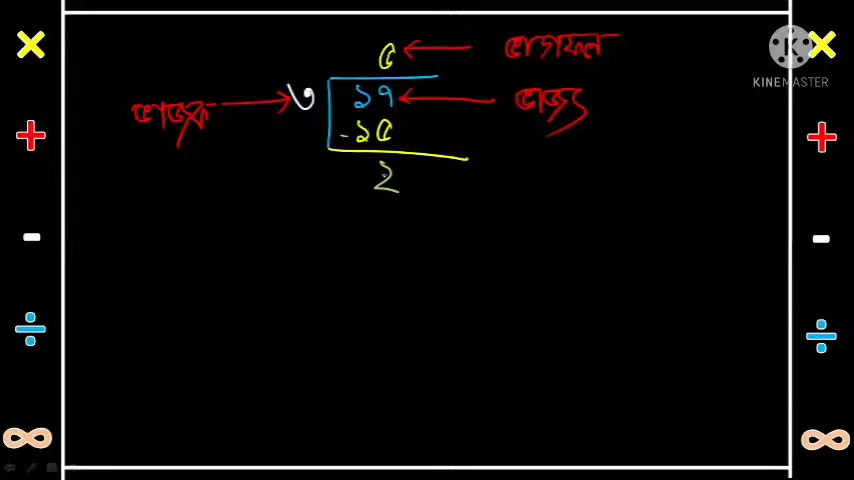 ৫ ← ভাগফল
ভাজক → ৩ ১৭ ← ভাজ্য
- ১৫
২
KINEMASTER